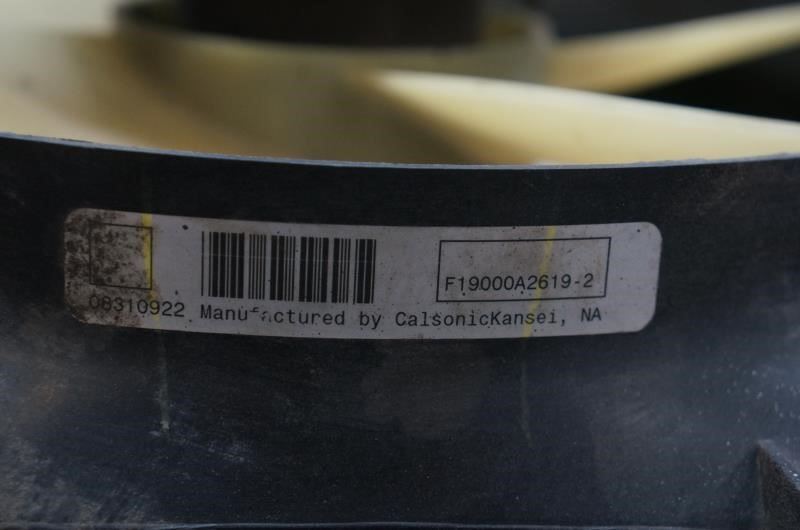 F19000A2619-2
08310922 Manufactured by CalsonicKansei, NA